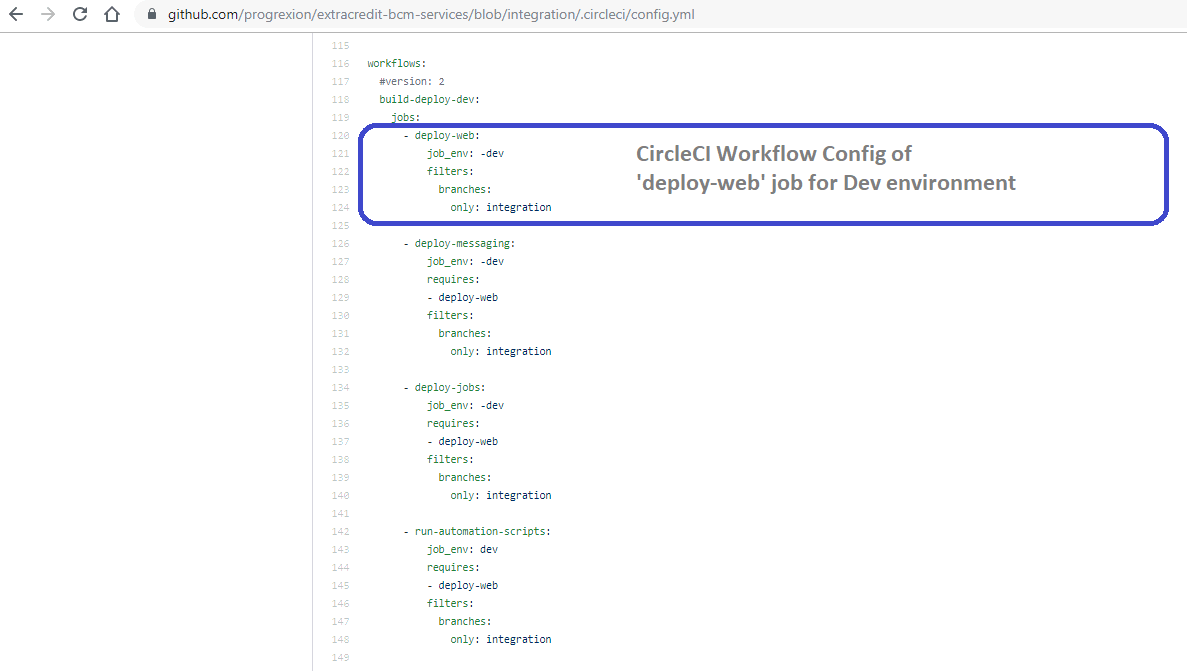 github.com/progrexion/extracredit-bcm-services/blob/integration/.circleci/config.yml
115
116 workflows:
117 #version: 2
118 build-deploy-dev:
119 jobs:
120 - deploy-web:
121 job_env: -dev
122 filters:
123 branches:
124 only: integration
CircleCI Workflow Config of
'deploy-web' job for Dev environment
125
126 - deploy-messaging:
127 job_env: -dev
128 requires:
129 - deploy-web
130 filters:
131 branches:
132 only: integration
133
134 - deploy-jobs:
135 job_env: -dev
136 requires:
137 - deploy-web
138 filters:
139 branches:
140 only: integration
141
142 - run-automation-scripts:
143 job_env: dev
144 requires:
145 - deploy-web
146 filters:
147 branches:
148 only: integration
149